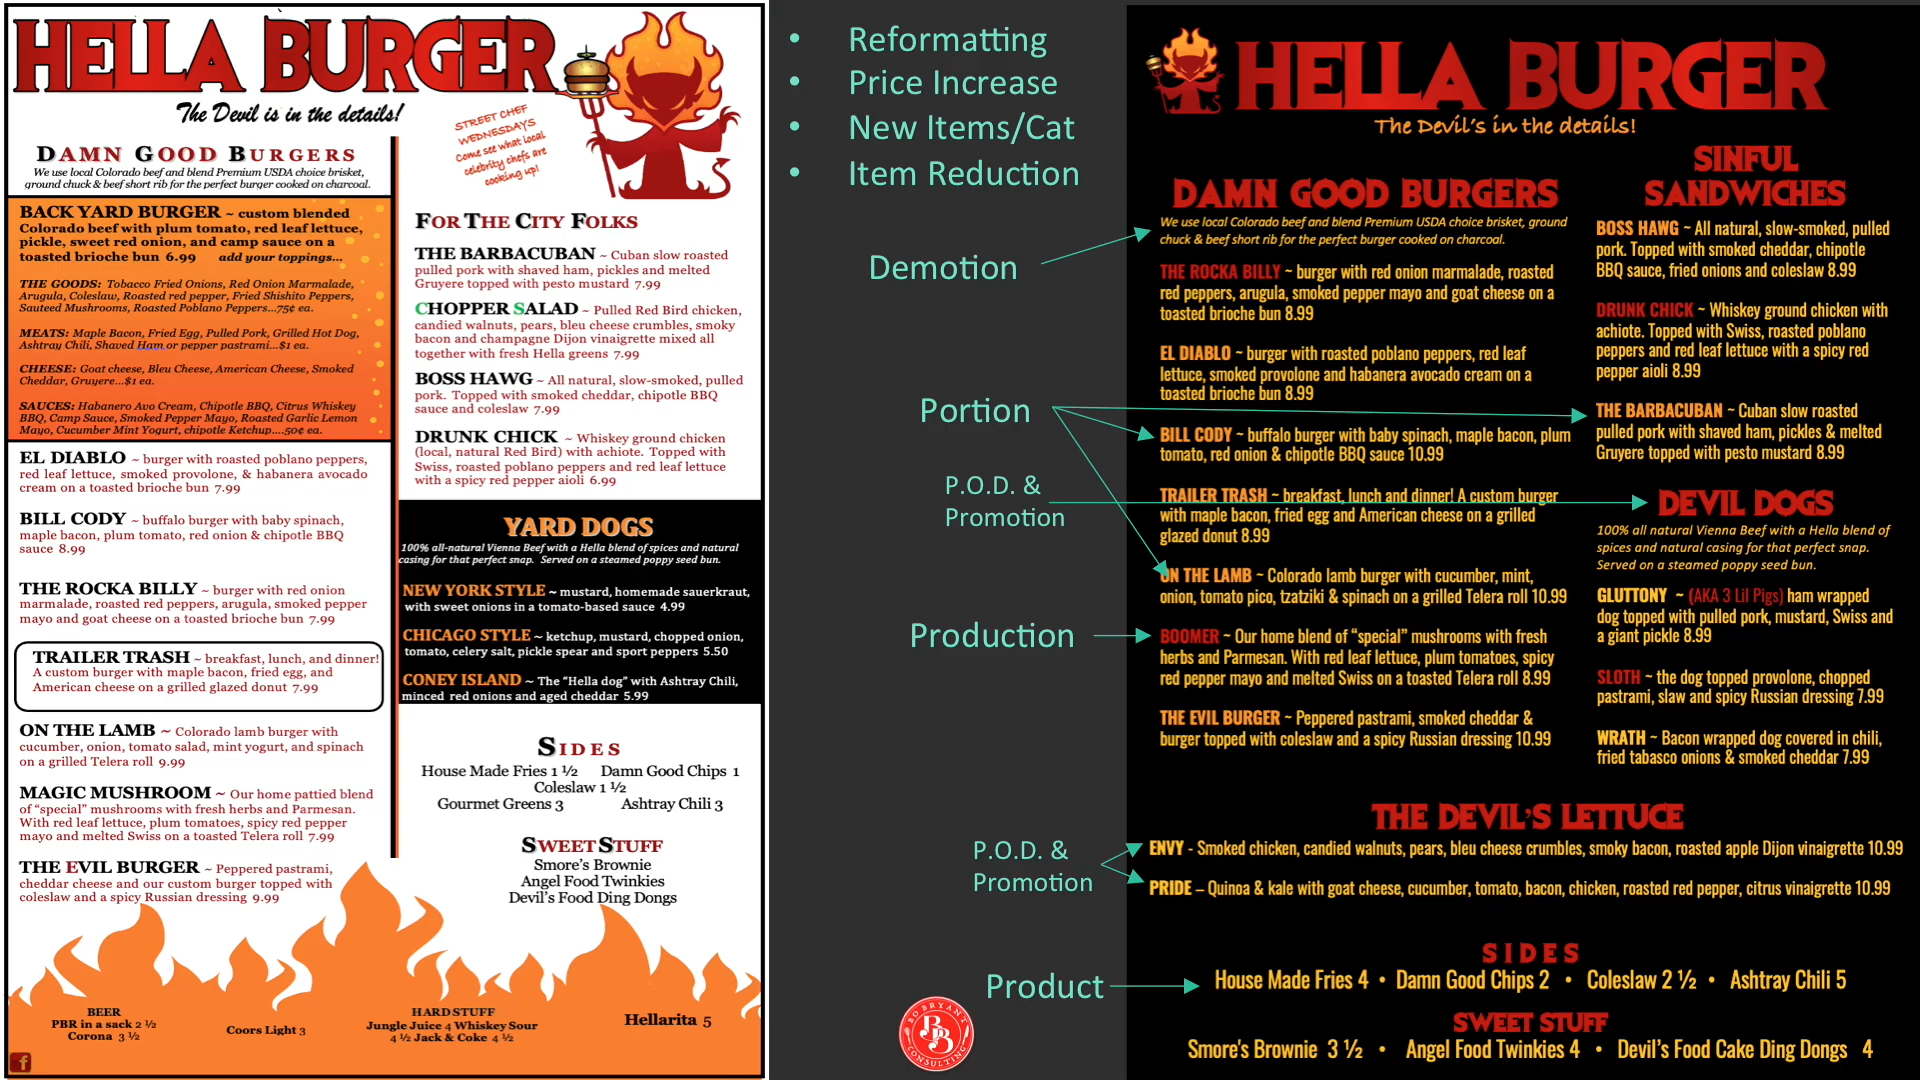 HELLA BURGER
The Devil is in the details!
STREET CHEF
WEDNESDAYS
Come see what local
celebrity chefs are
cooking up!
DAMN GOOD BURGERS
We use local Colorado beef and blend Premium USDA choice brisket,
ground chuck & beef short rib for the perfect burger cooked on charcoal.
BACK YARD BURGER ~ custom blended
Colorado beef with plum tomato, red leaf lettuce,
pickle, sweet red onion, and camp sauce on a
toasted brioche bun 6.99 add your toppings...
THE GOODS: Tobacco Fried Onions, Red Onion Marmalade,
Arugula, Coleslaw, Roasted red pepper, Fried Shishito Peppers,
Sauteed Mushrooms, Roasted Poblano Peppers...75¢ ea.
MEATS: Maple Bacon, Fried Egg, Pulled Pork, Grilled Hot Dog,
Ashtray Chili, Shaved Ham or pepper pastrami...$1 ea.
CHEESE: Goat cheese, Bleu Cheese, American Cheese, Smoked
Cheddar, Gruyere...$1 ea.
SAUCES: Habanero Avo Cream, Chipotle BBQ, Citrus Whiskey
BBQ, Camp Sauce, Smoked Pepper Mayo, Roasted Garlic Lemon
Mayo, Cucumber Mint Yogurt, chipotle Ketchup....50¢ ea.
EL DIABLO ~ burger with roasted poblano peppers,
red leaf lettuce, smoked provolone, & habanera avocado
cream on a toasted brioche bun 7.99
BILL CODY ~ buffalo burger with baby spinach,
maple bacon, plum tomato, red onion & chipotle BBQ
sauce 8.99
THE ROCKA BILLY ~ burger with red onion
marmalade, roasted red peppers, arugula, smoked pepper
mayo and goat cheese on a toasted brioche bun 7.99
TRAILER TRASH ~ breakfast, lunch, and dinner!
A custom burger with maple bacon, fried egg, and
American cheese on a grilled glazed donut 7.99
ON THE LAMB ~ Colorado lamb burger with
cucumber, onion, tomato salad, mint yogurt, and spinach
on a grilled Telera roll 9.99
MAGIC MUSHROOM ~ Our home pattied blend
of “special” mushrooms with fresh herbs and Parmesan.
With red leaf lettuce, plum tomatoes, spicy red pepper
mayo and melted Swiss on a toasted Telera roll 7.99
THE EVIL BURGER ~ Peppered pastrami,
cheddar cheese and our custom burger topped with
coleslaw and a spicy Russian dressing 9.99
FOR THE CITY FOLKS
THE BARBACUBAN ~ Cuban slow roasted
pulled pork with shaved ham, pickles and melted
Gruyere topped with pesto mustard 7.99
CHOPPER SALAD ~ Pulled Red Bird chicken,
candied walnuts, pears, bleu cheese crumbles, smoky
bacon and champagne Dijon vinaigrette mixed all
together with fresh Hella greens 7.99
BOSS HAWG ~ All natural, slow-smoked, pulled
pork. Topped with smoked cheddar, chipotle BBQ
sauce and coleslaw 7.99
DRUNK CHICK ~ Whiskey ground chicken
(local, natural Red Bird) with achiote. Topped with
Swiss, roasted poblano peppers and red leaf lettuce
with a spicy red pepper aioli 6.99
YARD DOGS
100% all-natural Vienna Beef with a Hella blend of spices and natural
casing for that perfect snap. Served on a steamed poppy seed bun.
NEW YORK STYLE ~ mustard, homemade sauerkraut,
with sweet onions in a tomato-based sauce 4.99
CHICAGO STYLE ~ ketchup, mustard, chopped onion,
tomato, celery salt, pickle spear and sport peppers 5.50
CONEY ISLAND ~ The “Hella dog” with Ashtray Chili,
minced red onions and aged cheddar 5.99
SIDES
House Made Fries 1 ½ Damn Good Chips 1
Coleslaw 1 ½
Gourmet Greens 3 Ashtray Chili 3
SWEET STUFF
Smore’s Brownie
Angel Food Twinkies
Devil’s Food Ding Dongs
BEER
PBR in a sack 2 ½
Corona 3 ½
Coors Light 3
HARD STUFF
Jungle Juice 4 Whiskey Sour
4 ½ Jack & Coke 4 ½
Hellarita 5
f
• Reformatting
• Price Increase
• New Items/Cat
• Item Reduction
Demotion
Portion
P.O.D. &
Promotion
Production
P.O.D. &
Promotion
Product
BO BRYANT
BB
CONSULTING
HELLA BURGER
The Devil's in the details!
DAMN GOOD BURGERS
We use local Colorado beef and blend Premium USDA choice brisket, ground
chuck & beef short rib for the perfect burger cooked on charcoal.
THE ROCKA BILLY ~ burger with red onion marmalade, roasted
red peppers, arugula, smoked pepper mayo and goat cheese on a
toasted brioche bun 8.99
EL DIABLO ~ burger with roasted poblano peppers, red leaf
lettuce, smoked provolone and habanera avocado cream on a
toasted brioche bun 8.99
BILL CODY ~ buffalo burger with baby spinach, maple bacon, plum
tomato, red onion & chipotle BBQ sauce 10.99
TRAILER TRASH ~ breakfast, lunch and dinner! A custom burger
with maple bacon, fried egg and American cheese on a grilled
glazed donut 8.99
ON THE LAMB ~ Colorado lamb burger with cucumber, mint,
onion, tomato pico, tzatziki & spinach on a grilled Telera roll 10.99
BOOMER ~ Our home blend of “special” mushrooms with fresh
herbs and Parmesan. With red leaf lettuce, plum tomatoes, spicy
red pepper mayo and melted Swiss on a toasted Telera roll 8.99
THE EVIL BURGER ~ Peppered pastrami, smoked cheddar &
burger topped with coleslaw and a spicy Russian dressing 10.99
SINFUL
SANDWICHES
BOSS HAWG ~ All natural, slow-smoked, pulled
pork. Topped with smoked cheddar, chipotle
BBQ sauce, fried onions and coleslaw 8.99
DRUNK CHICK ~ Whiskey ground chicken with
achiote. Topped with Swiss, roasted poblano
peppers and red leaf lettuce with a spicy red
pepper aioli 8.99
THE BARBACUBAN ~ Cuban slow roasted
pulled pork with shaved ham, pickles & melted
Gruyere topped with pesto mustard 8.99
DEVIL DOGS
100% all natural Vienna Beef with a Hella blend of
spices and natural casing for that perfect snap.
Served on a steamed poppy seed bun.
GLUTTONY ~ (AKA 3 Lil Pigs) ham wrapped
dog topped with pulled pork, mustard, Swiss and
a giant pickle 8.99
SLOTH ~ the dog topped provolone, chopped
pastrami, slaw and spicy Russian dressing 7.99
WRATH ~ Bacon wrapped dog covered in chili,
fried tabasco onions & smoked cheddar 7.99
THE DEVIL'S LETTUCE
ENVY - Smoked chicken, candied walnuts, pears, bleu cheese crumbles, smoky bacon, roasted apple Dijon vinaigrette 10.99
PRIDE – Quinoa & kale with goat cheese, cucumber, tomato, bacon, chicken, roasted red pepper, citrus vinaigrette 10.99
SIDES
House Made Fries 4 • Damn Good Chips 2 • Coleslaw 2 ½ • Ashtray Chili 5
SWEET STUFF
Smore's Brownie 3 ½ • Angel Food Twinkies 4 • Devil’s Food Cake Ding Dongs 4